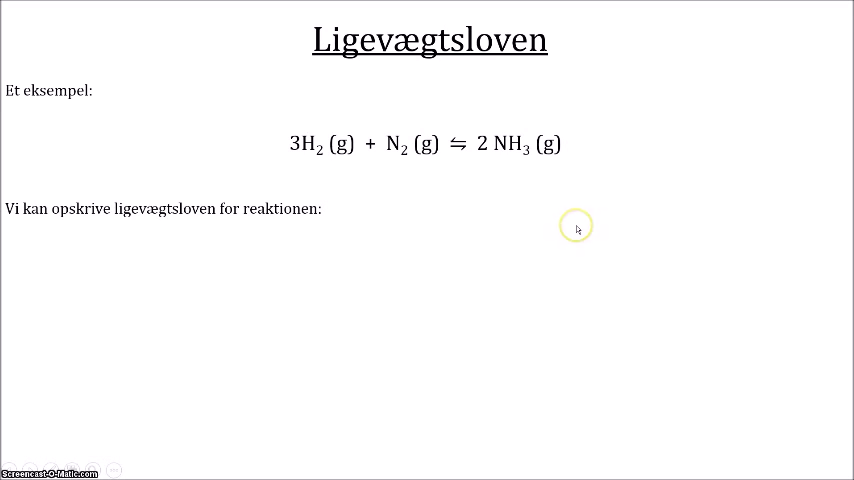 Ligevægtsloven
Et eksempel:
3H₂ (g) + N₂ (g) ⇋ 2 NH₃ (g)
Vi kan opskrive ligevægtsloven for reaktionen:
Screencast-O-Matic.com